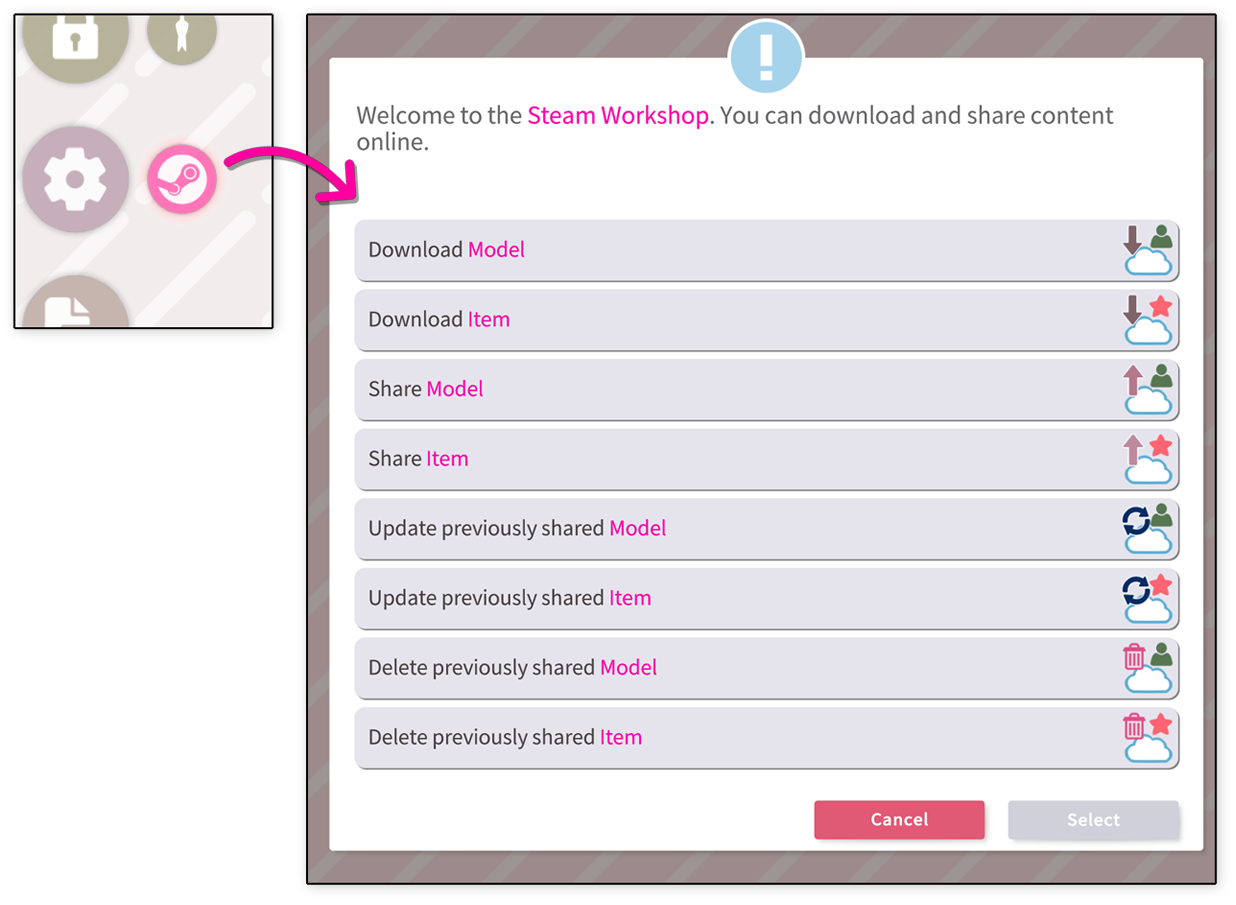 Welcome to the Steam Workshop. You can download and share content
online.
Download Model
Download Item
Share Model
Share Item
Update previously shared Model
Update previously shared Item
Delete previously shared Model
Delete previously shared Item
Cancel
Select